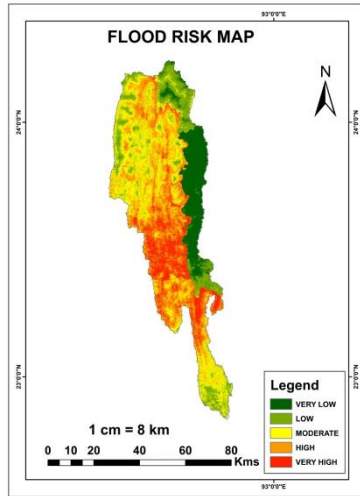 93°0'0"E
FLOOD RISK MAP
N
24°0'0"N
24°0'0"N
23°0'0"N
23°0'0"N
Legend
VERY LOW
LOW
MODERATE
HIGH
VERY HIGH
1 cm = 8 km
0 5 10 20 40 60 80
Kms
93°0'0"E